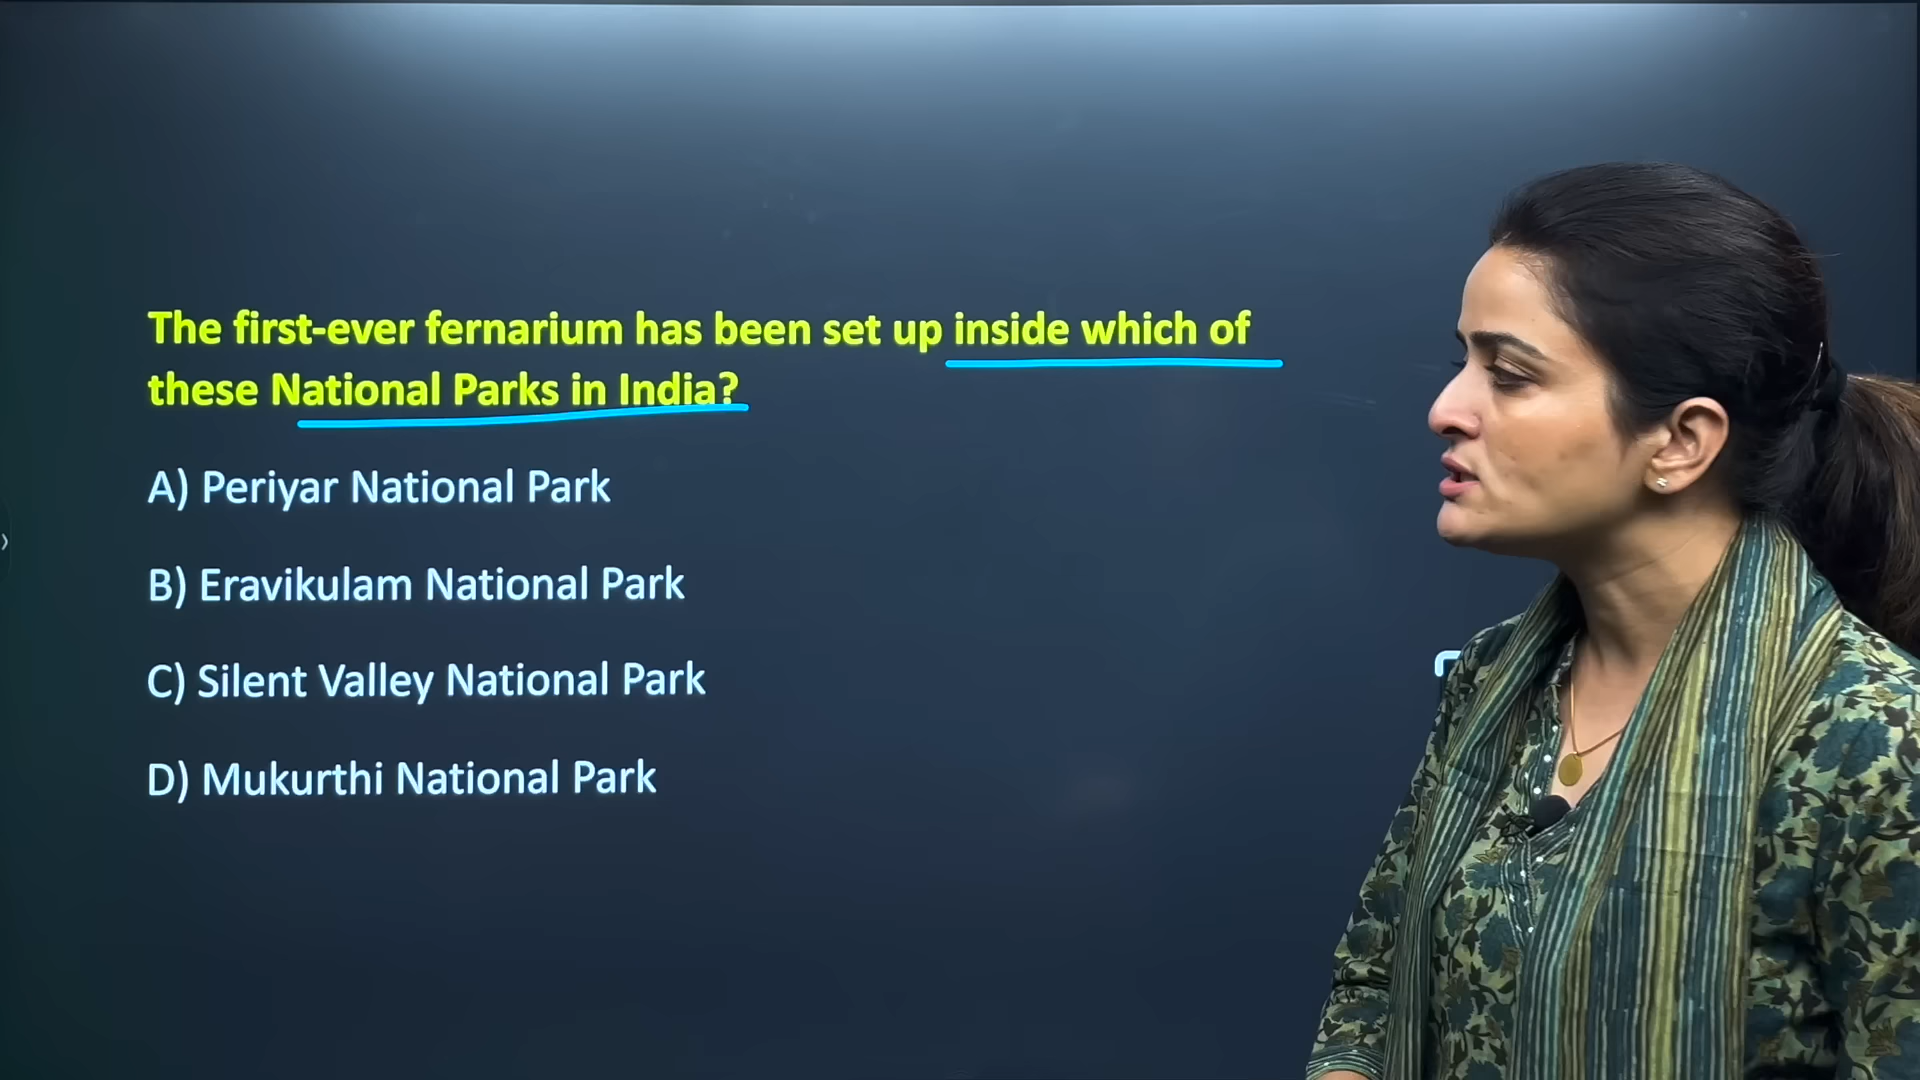 The first-ever fernarium has been set up inside which of
these National Parks in India?
A) Periyar National Park
B) Eravikulam National Park
C) Silent Valley National Park
D) Mukurthi National Park